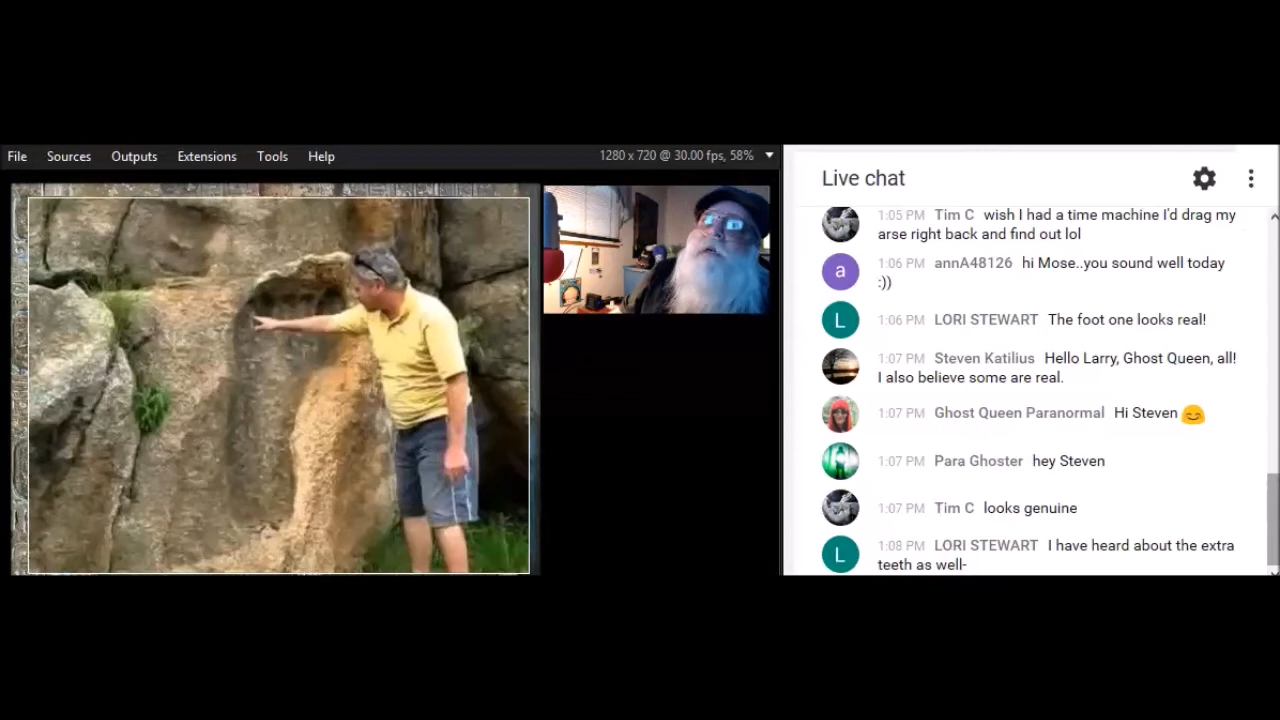 File Sources Outputs Extensions Tools Help 1280 x 720 @ 30.00 fps, 58%
Live chat
1:05 PM Tim C wish I had a time machine I'd drag my
arse right back and find out lol
a 1:06 PM annA48126 hi Mose..you sound well today
:))
L 1:06 PM LORI STEWART The foot one looks real!
1:07 PM Steven Katilius Hello Larry, Ghost Queen, all!
I also believe some are real.
1:07 PM Ghost Queen Paranormal Hi Steven 😊
1:07 PM Para Ghoster hey Steven
1:07 PM Tim C looks genuine
L 1:08 PM LORI STEWART I have heard about the extra
teeth as well-